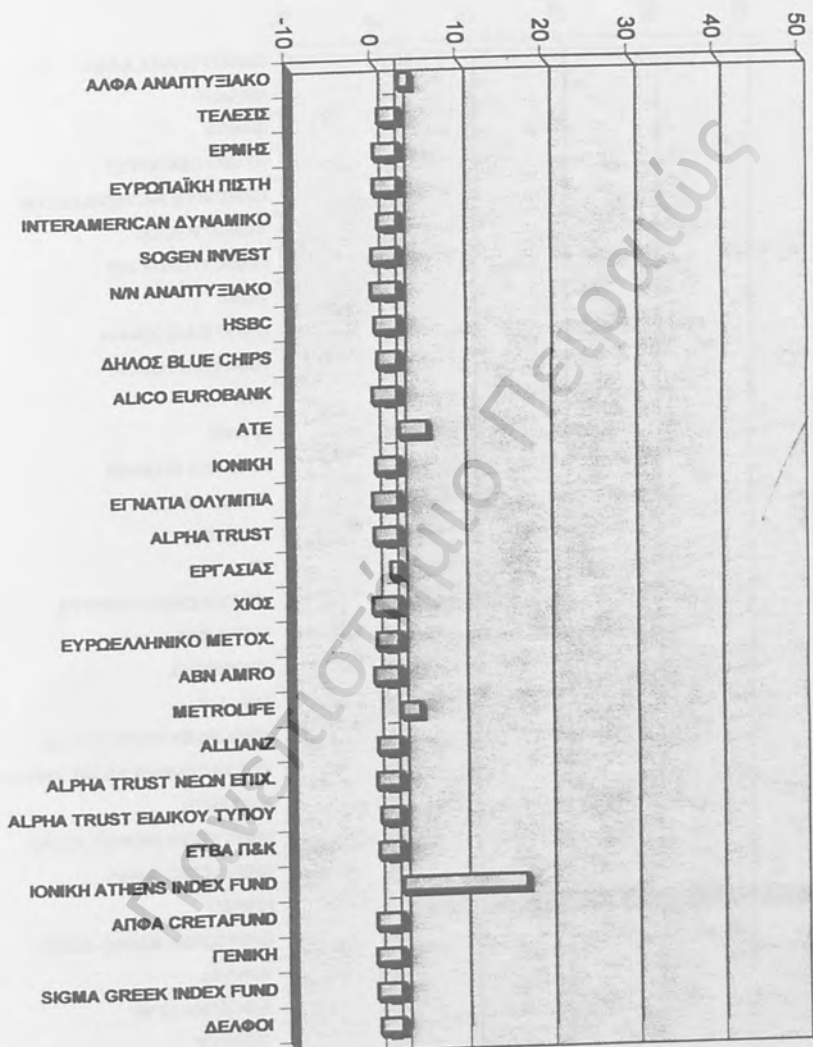 -10
0
10
20
30
40
50
ΑΛΦΑ ΑΝΑΠΤΥΞΙΑΚΟ
ΤΕΛΕΣΙΣ
ΕΡΜΗΣ
ΕΥΡΩΠΑΪΚΗ ΠΙΣΤΗ
INTERAMERICAN ΔΥΝΑΜΙΚΟ
SOGEN INVEST
N/N ΑΝΑΠΤΥΞΙΑΚΟ
HSBC
ΔΗΛΟΣ BLUE CHIPS
ALICO EUROBANK
ΑΤΕ
ΙΟΝΙΚΗ
ΕΓΝΑΤΙΑ ΟΛΥΜΠΙΑ
ALPHA TRUST
ΕΡΓΑΣΙΑΣ
ΧΙΟΣ
ΕΥΡΩΕΛΛΗΝΙΚΟ ΜΕΤΟΧ.
ABN AMRO
METROLIFE
ALLIANZ
ALPHA TRUST ΝΕΩΝ ΕΠΙΧ.
ALPHA TRUST ΕΙΔΙΚΟΥ ΤΥΠΟΥ
ΕΤΒΑ Π&Κ
ΙΟΝΙΚΗ ATHENS INDEX FUND
ΑΠΦΑ CRETAFUND
ΓΕΝΙΚΗ
SIGMA GREEK INDEX FUND
ΔΕΛΦΟΙ
Πανεπιστήμιο Πειραιώς